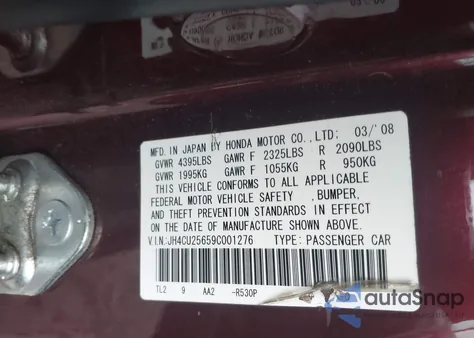 MFD. IN JAPAN BY HONDA MOTOR CO., LTD; 03/'08
GVWR 4395LBS GAWR F 2325LBS R 2090LBS
GVWR 1995KG GAWR F 1055KG R 950KG
THIS VEHICLE CONFORMS TO ALL APPLICABLE
FEDERAL MOTOR VEHICLE SAFETY , BUMPER,
AND THEFT PREVENTION STANDARDS IN EFFECT
ON THE DATE OF MANUFACTURE SHOWN ABOVE.
V.I.N.:JH4CU25659C001276 TYPE: PASSENGER CAR
TL2 9 AA2 -R530P
autoSnap